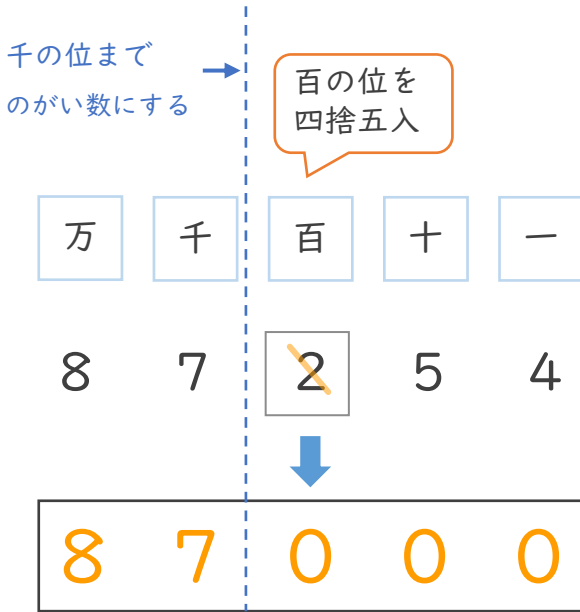 千の位まで
のがい数にする
百の位を
四捨五入
万 千 百 十 一
8 7 2 5 4
8 7 0 0 0